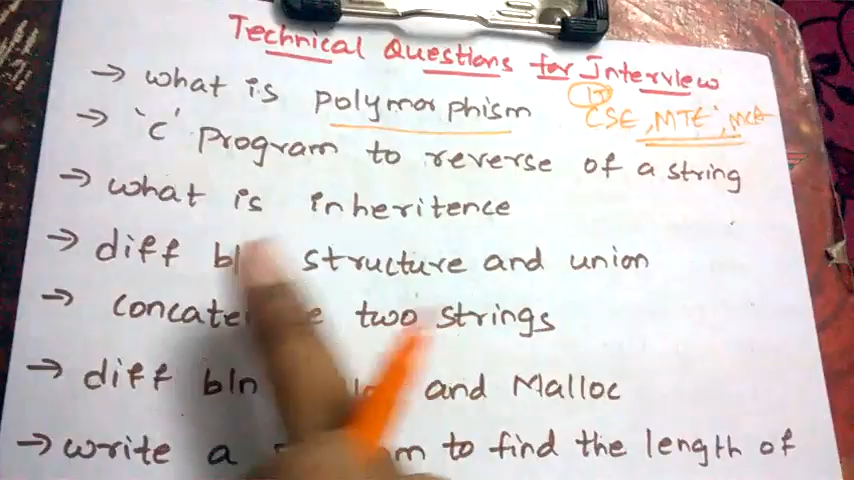 Technical Questions for Interview
→ what is polymorphism
CSE, MTE, MCA
→ 'c' program to reverse of a string
→ what is inheritence
→ diff structure and union
→ two strings
→ diff bln and Malloc
→ write a to find the length of